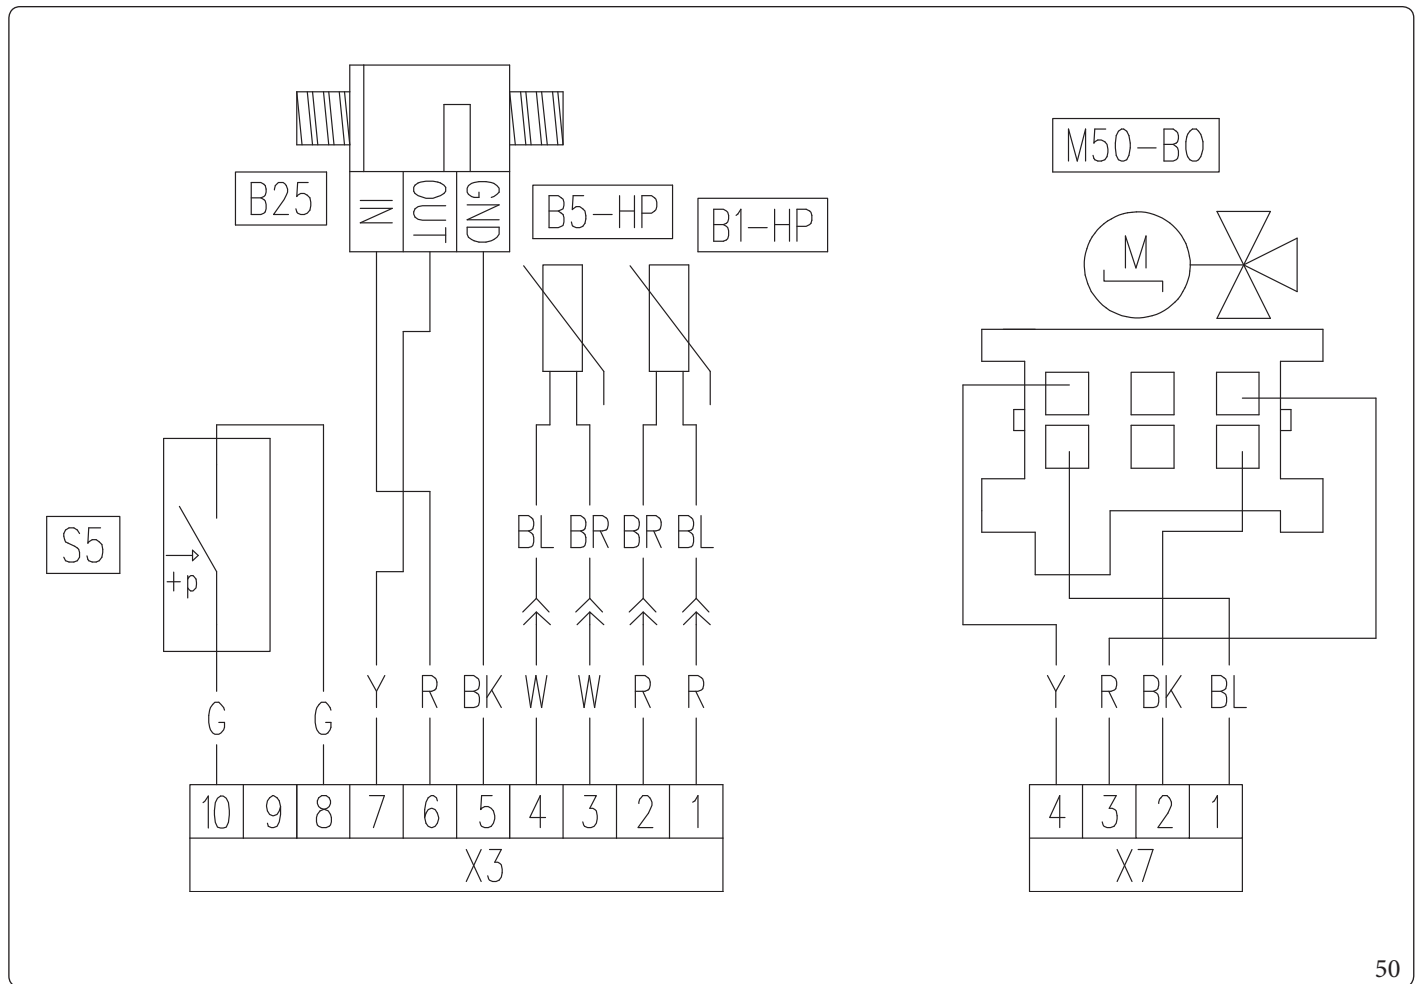 M50-B0
B25
IN
OUT
GND
B5-HP
B1-HP
M
S5
+p
BL BR BR BL
G G Y R BK W W R R
Y R BK BL
10 9 8 7 6 5 4 3 2 1
X3
4 3 2 1
X7
50